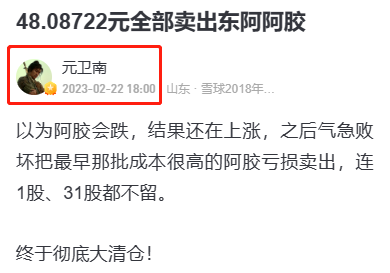 48.08722元全部卖出东阿阿胶
元卫南
2023-02-22 18:00 山东 · 雪球2018年...
以为阿胶会跌，结果还在上涨，之后气急败
坏把最早那批成本很高的阿胶亏损卖出，连
1股、31股都不留。
终于彻底大清仓！